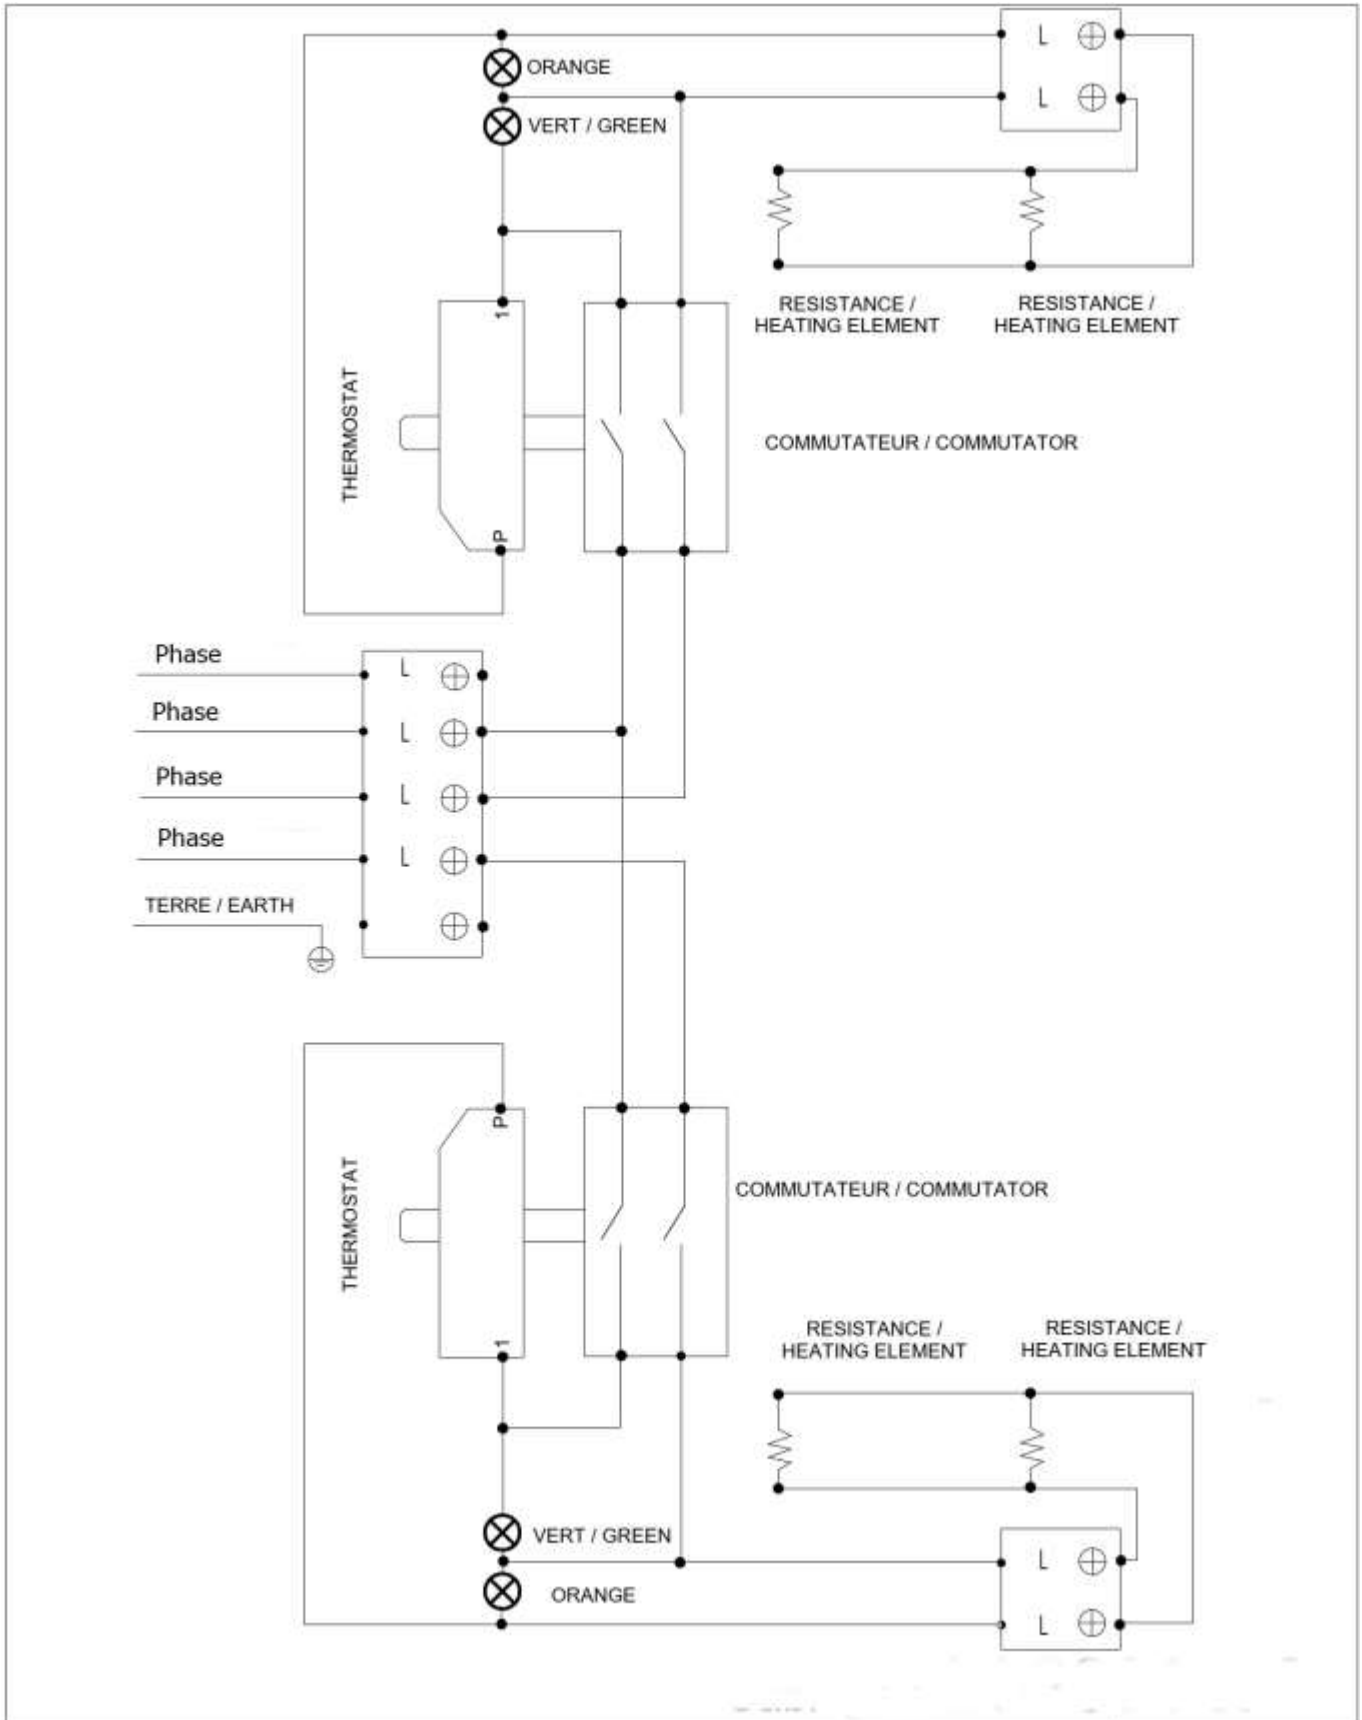 L
ORANGE
L
VERT / GREEN
1
RESISTANCE /
HEATING ELEMENT
RESISTANCE /
HEATING ELEMENT
THERMOSTAT
COMMUTATEUR / COMMUTATOR
P
Phase
L
Phase
L
Phase
L
Phase
L
TERRE / EARTH
P
THERMOSTAT
COMMUTATEUR / COMMUTATOR
1
RESISTANCE /
HEATING ELEMENT
RESISTANCE /
HEATING ELEMENT
VERT / GREEN
L
ORANGE
L